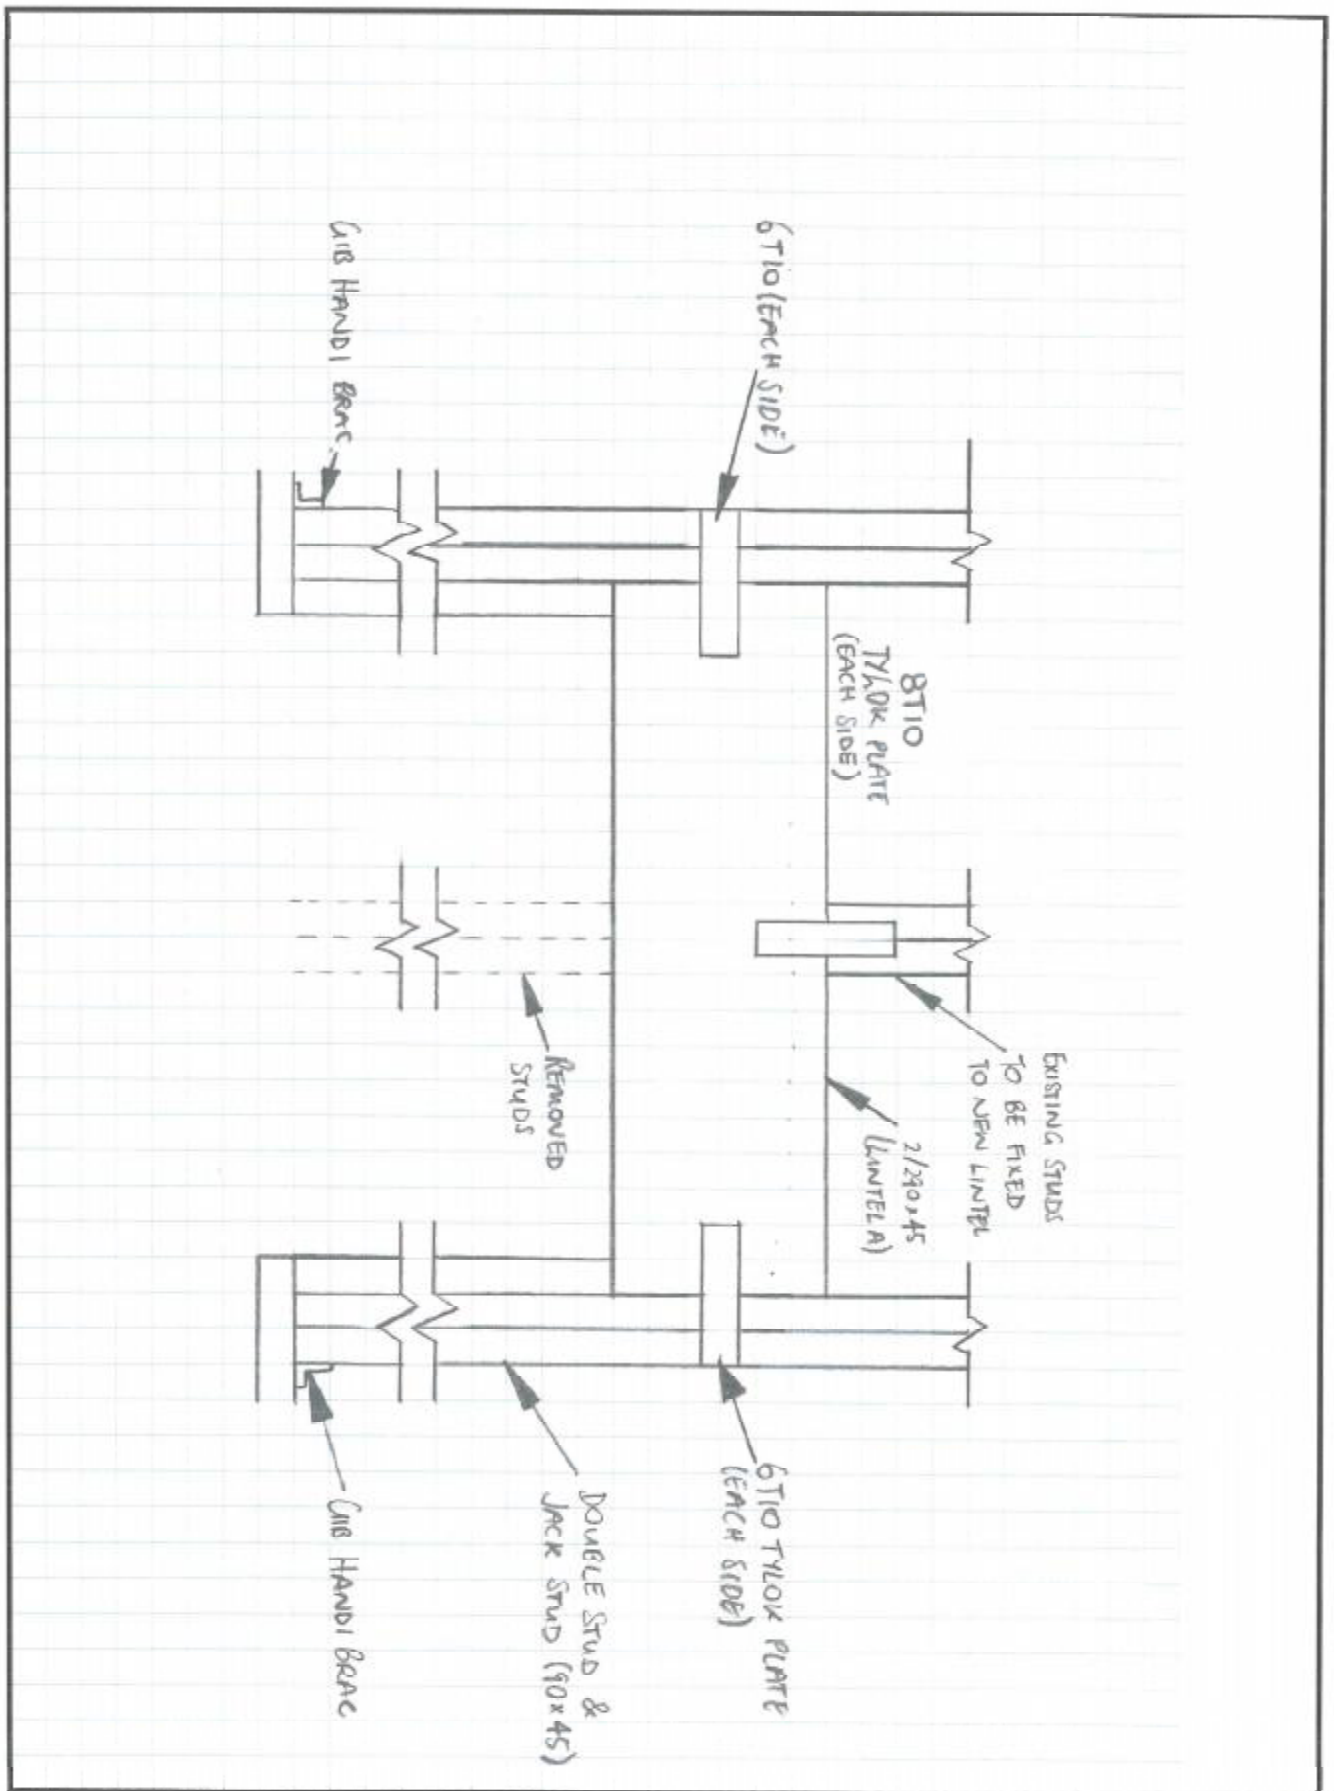 EXISTING STUDS
TO BE FIXED
TO NEW LINTEL
2/290x45
(LINTEL A)
8T10
TYLOK PLATE
(EACH SIDE)
6T10 (EACH SIDE)
6T10 TYLOK PLATE
(EACH SIDE)
REMOVED
STUDS
DOUBLE STUD &
JACK STUD (90x45)
GIB HANDI BRAC
GIB HANDI BRAC